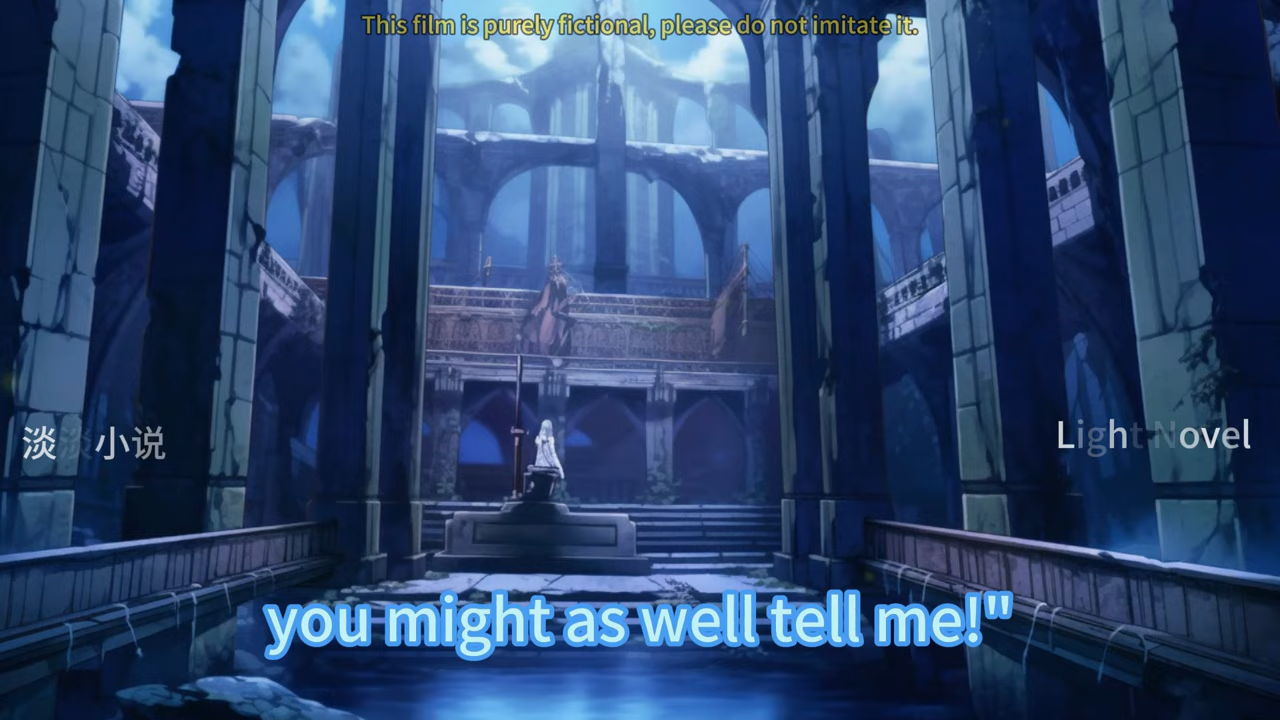 This film is purely fictional, please do not imitate it.
淡淡小说
Light Novel
you might as well tell me!"